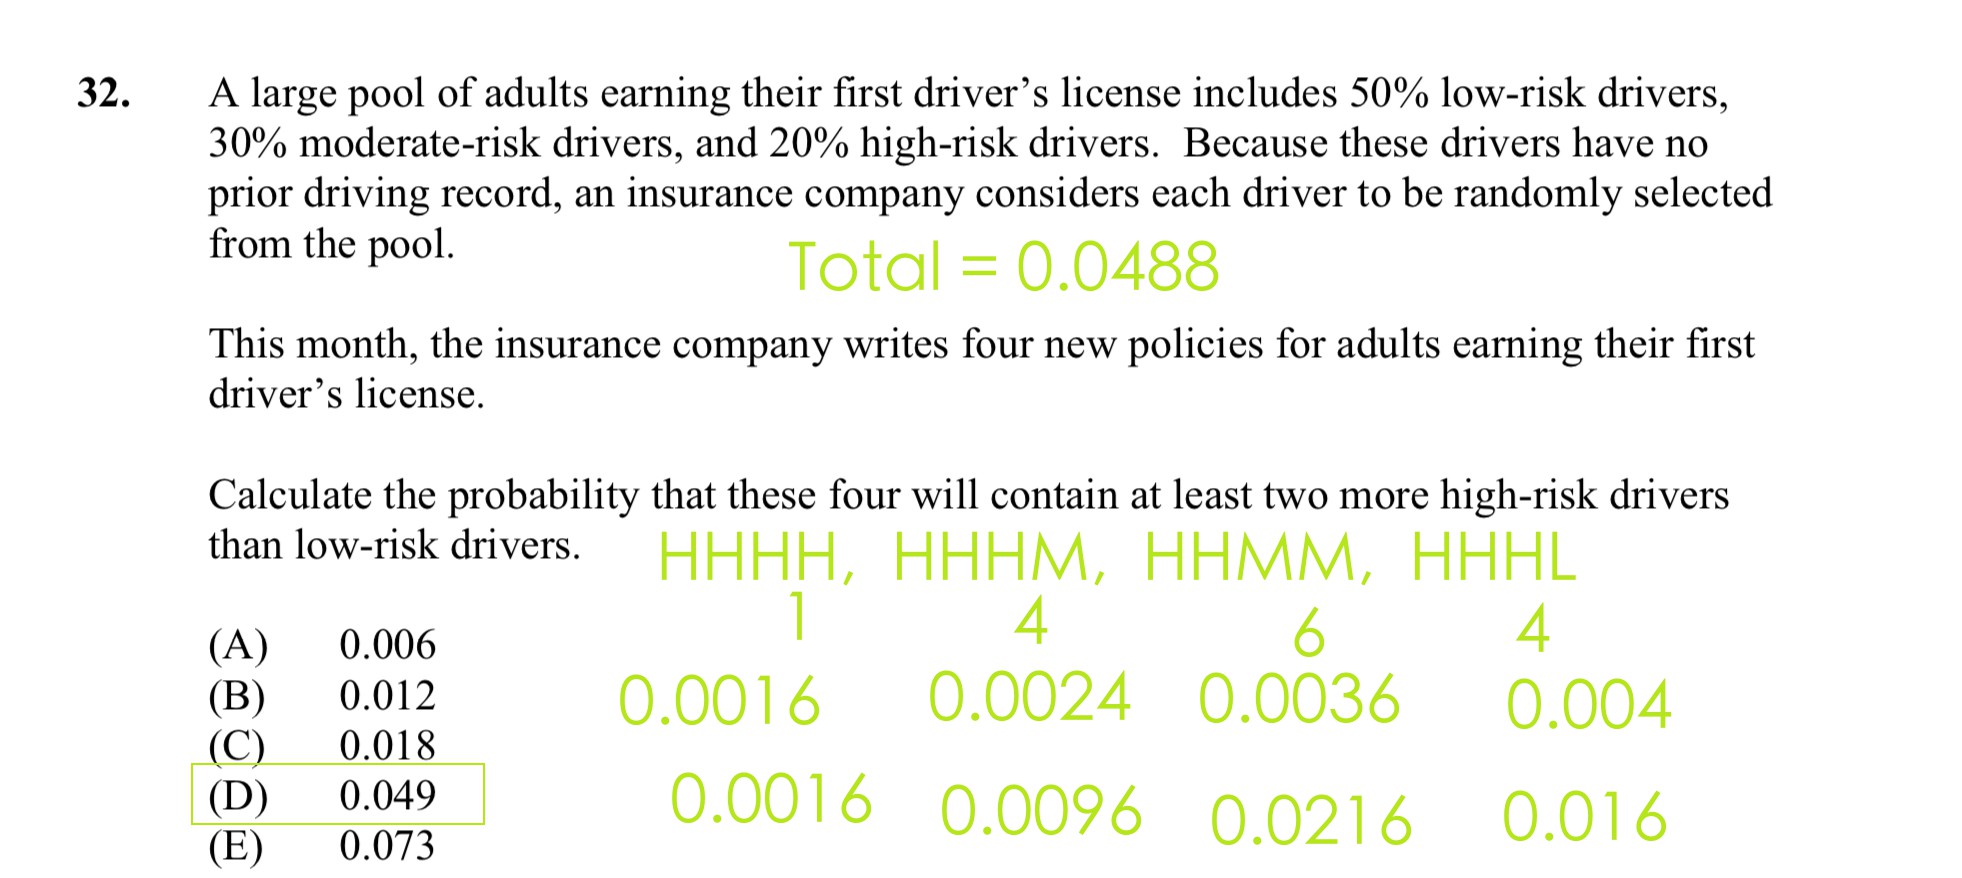 32. A large pool of adults earning their first driver’s license includes 50% low-risk drivers,
30% moderate-risk drivers, and 20% high-risk drivers. Because these drivers have no
prior driving record, an insurance company considers each driver to be randomly selected
from the pool.
Total = 0.0488
This month, the insurance company writes four new policies for adults earning their first
driver’s license.
Calculate the probability that these four will contain at least two more high-risk drivers
than low-risk drivers.
HHHH, HHHM, HHMM, HHHL
1 4 6 4
(A) 0.006
0.0016 0.0024 0.0036 0.004
(B) 0.012
(C) 0.018
(D) 0.049
0.0016 0.0096 0.0216 0.016
(E) 0.073